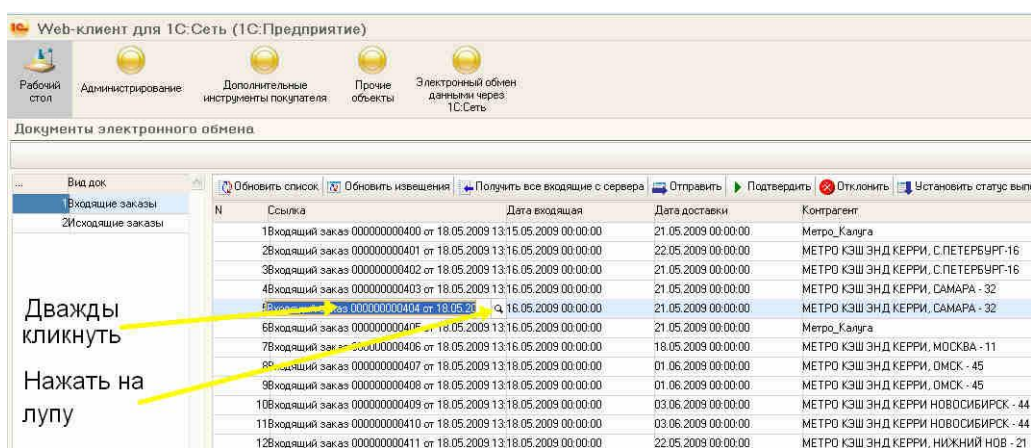 Web-клиент для 1С:Сеть (1С:Предприятие)
Рабочий стол
Администрирование
Дополнительные инструменты покупателя
Прочие объекты
Электронный обмен данными через 1С:Сеть
Документы электронного обмена
... Вид док
1Входящие заказы
2Исходящие заказы
Обновить список Обновить извещения Получить все входящие с сервера Отправить Подтвердить Отклонить Установить статус
N Ссылка Дата входящая Дата доставки Контрагент
1Входящий заказ 000000000400 от 18.05.2009 13:15.05.2009 00:00:00 21.05.2009 00:00:00 Метро_Калуга
2Входящий заказ 000000000401 от 18.05.2009 13:16.05.2009 00:00:00 22.05.2009 00:00:00 МЕТРО КЭШ ЭНД КЕРРИ, С.ПЕТЕРБУРГ-16
3Входящий заказ 000000000402 от 18.05.2009 13:16.05.2009 00:00:00 21.05.2009 00:00:00 МЕТРО КЭШ ЭНД КЕРРИ, С.ПЕТЕРБУРГ-16
4Входящий заказ 000000000403 от 18.05.2009 13:16.05.2009 00:00:00 21.05.2009 00:00:00 МЕТРО КЭШ ЭНД КЕРРИ, САМАРА - 32
000000000404 от 18.05.20 16.05.2009 00:00:00 21.05.2009 00:00:00 МЕТРО КЭШ ЭНД КЕРРИ, САМАРА - 32
6Входящий заказ 000000000405 от 18.05.2009 13:16.05.2009 00:00:00 21.05.2009 00:00:00 Метро_Калуга
7Входящий заказ 000000000406 от 18.05.2009 13:16.05.2009 00:00:00 18.05.2009 00:00:00 МЕТРО КЭШ ЭНД КЕРРИ, МОСКВА - 11
8Входящий заказ 000000000407 от 18.05.2009 13:18.05.2009 00:00:00 01.06.2009 00:00:00 МЕТРО КЭШ ЭНД КЕРРИ, ОМСК - 45
9Входящий заказ 000000000408 от 18.05.2009 13:18.05.2009 00:00:00 01.06.2009 00:00:00 МЕТРО КЭШ ЭНД КЕРРИ, ОМСК - 45
10Входящий заказ 000000000409 от 18.05.2009 13:18.05.2009 00:00:00 03.06.2009 00:00:00 МЕТРО КЭШ ЭНД КЕРРИ НОВОСИБИРСК - 44
11Входящий заказ 000000000410 от 18.05.2009 13:18.05.2009 00:00:00 03.06.2009 00:00:00 МЕТРО КЭШ ЭНД КЕРРИ НОВОСИБИРСК - 44
12Входящий заказ 000000000411 от 18.05.2009 13:18.05.2009 00:00:00 22.05.2009 00:00:00 МЕТРО КЭШ ЭНД КЕРРИ, НИЖНИЙ НОВ - 21
Дважды
кликнуть
Нажать на
лупу